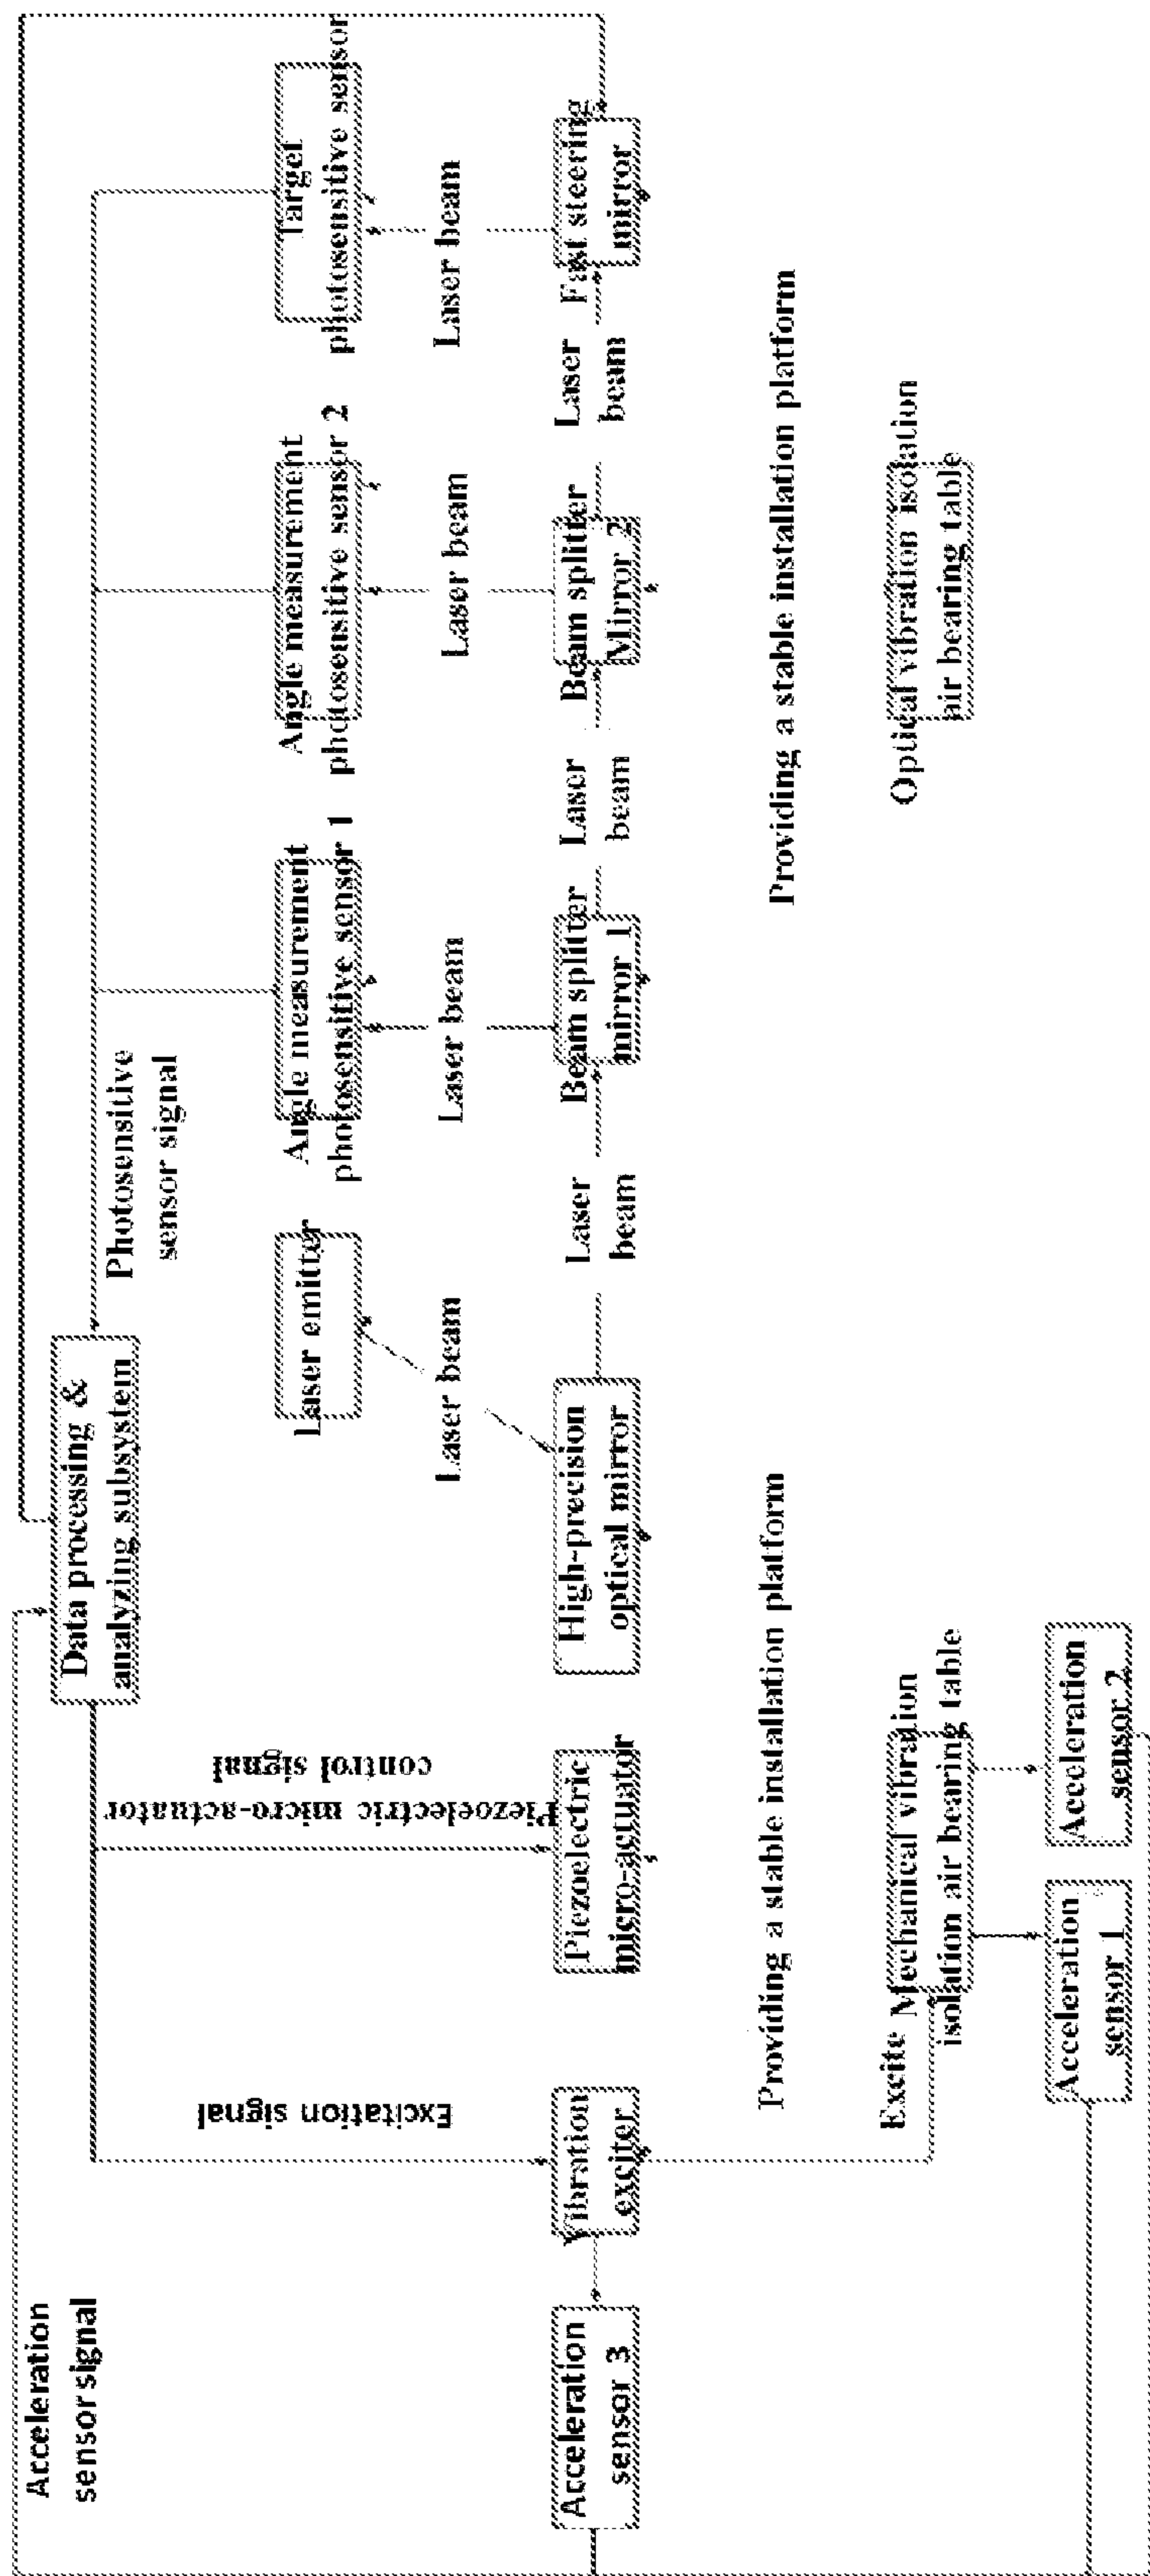 Acceleration
sensor signal
Data processing &
analyzing subsystem
Photosensitive
sensor signal
Excitation signal
Piezoelectric micro-actuator
control signal
Laser emitter
Angle measurement
photosensitive sensor 1
Angle measurement
photosensitive sensor 2
Target
photosensitive sensor
Laser beam
Laser beam
Laser beam
Laser beam
Acceleration
sensor 3
Vibration
exciter
Piezoelectric
micro-actuator
High-precision
optical mirror
Laser
beam
Beam splitter
mirror 1
Laser
beam
Beam splitter
Mirror 2
Laser
beam
Fast steering
mirror
Providing a stable installation platform
Providing a stable installation platform
Excite
Mechanical vibration
isolation air bearing table
Optical vibration isolation
air bearing table
Acceleration
sensor 1
Acceleration
sensor 2